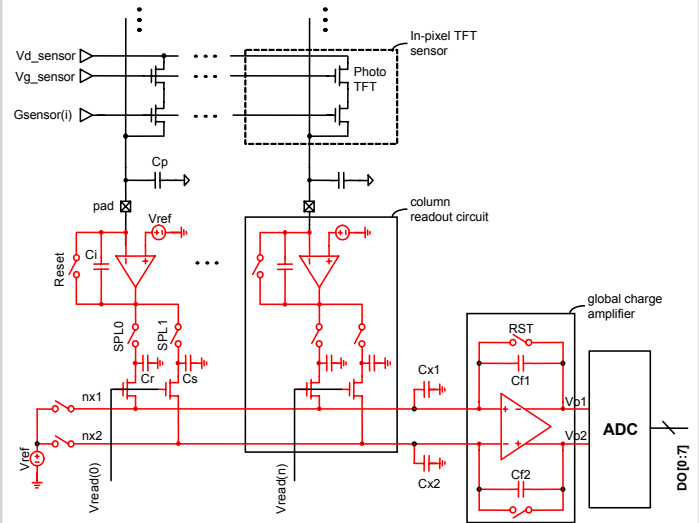 In-pixel TFT
sensor
Vd_sensor
Vg_sensor
Photo
TFT
Gsensor(i)
Cp
pad
column
readout circuit
Vref
Reset
Ci
global charge
amplifier
SPL0
SPL1
RST
Cr
Cs
Cx1
Cf1
nx1
Vo1
ADC
nx2
Vo2
Vref
Vread(0)
Vread(n)
Cx2
Cf2
DO[0:7]